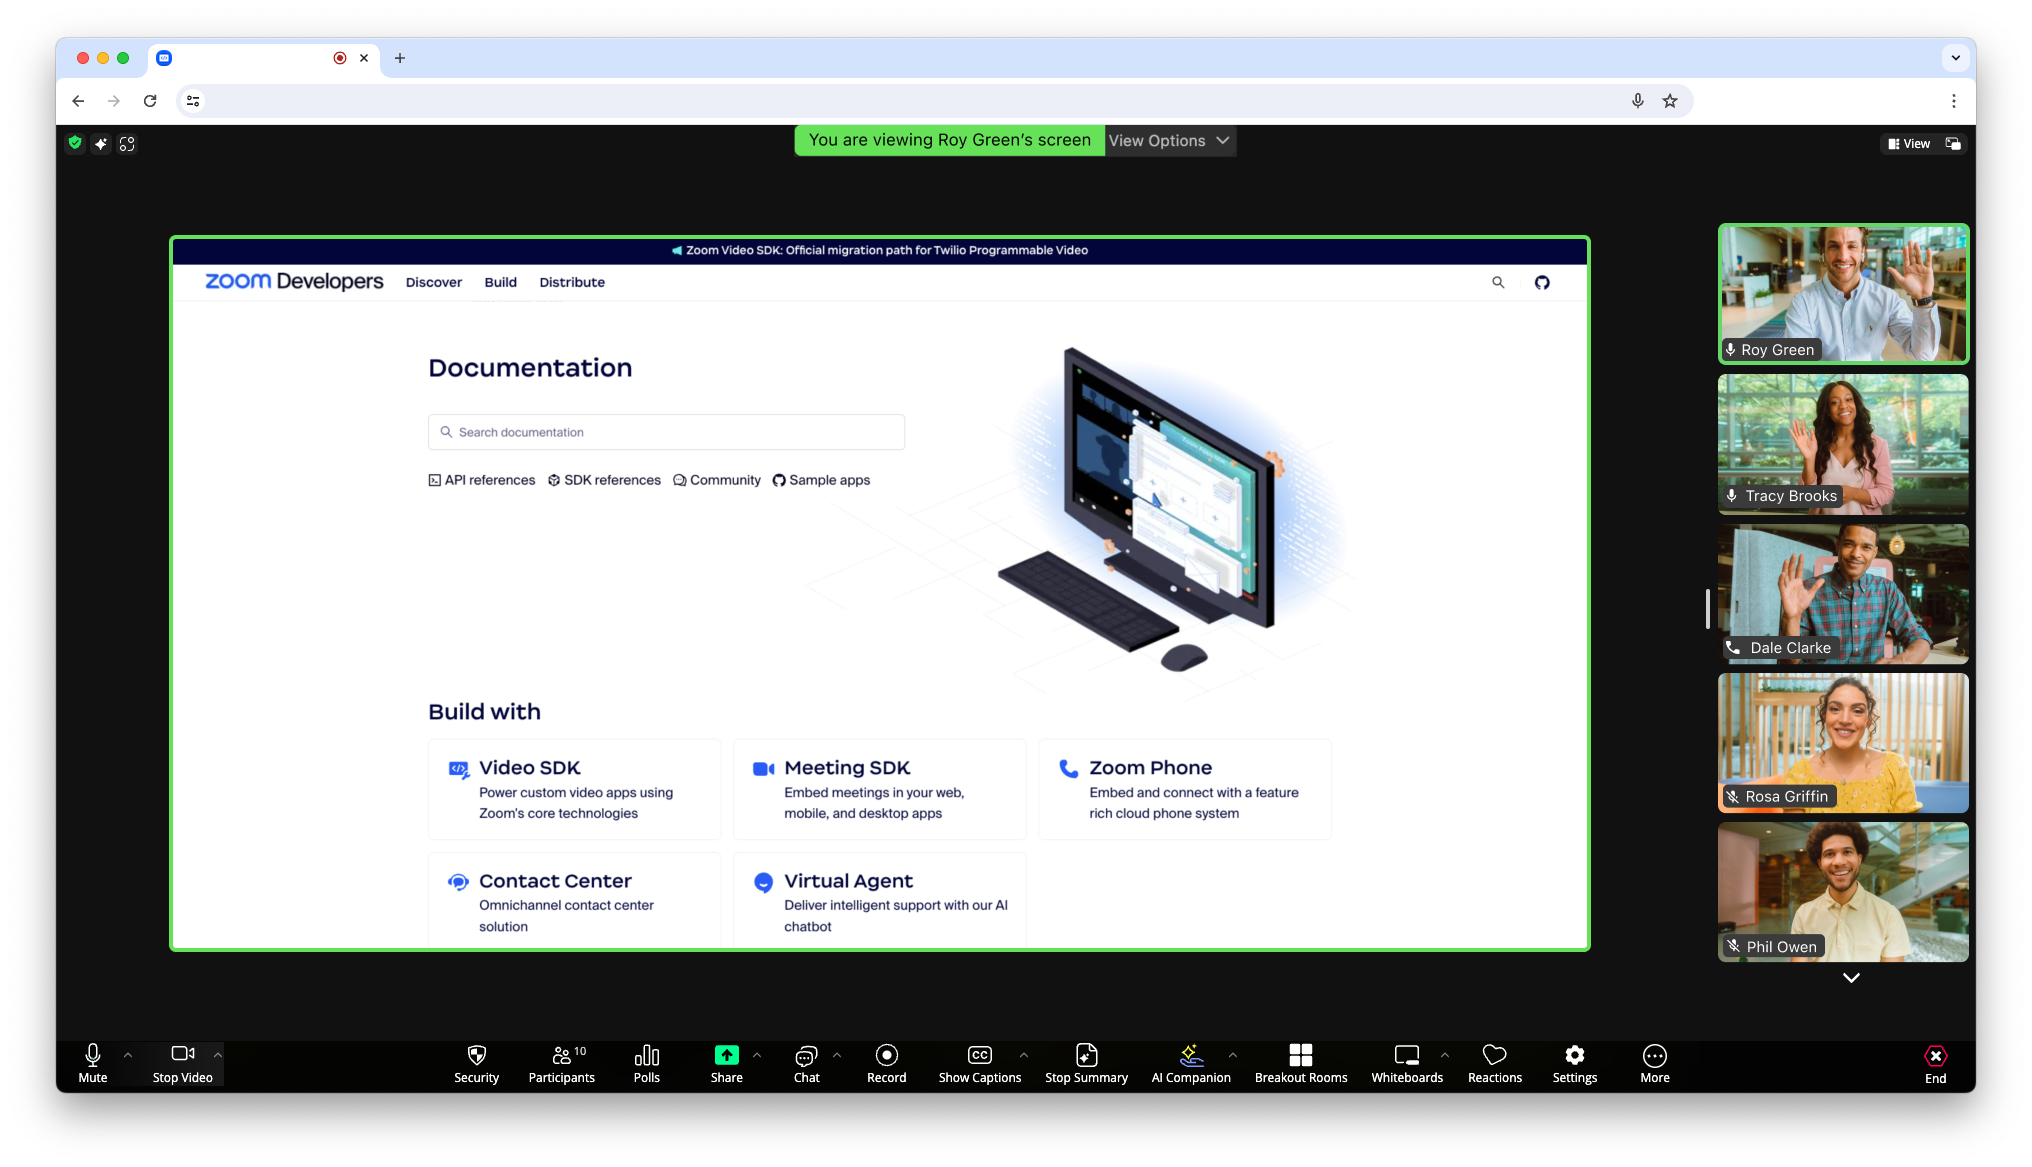 You are viewing Roy Green's screen
View Options
View
Zoom Video SDK: Official migration path for Twilio Programmable Video
zoom Developers
Discover
Build
Distribute
Documentation
Search documentation
API references
SDK references
Community
Sample apps
Build with
Video SDK
Power custom video apps using
Zoom's core technologies
Meeting SDK
Embed meetings in your web,
mobile, and desktop apps
Zoom Phone
Embed and connect with a feature
rich cloud phone system
Contact Center
Omnichannel contact center
solution
Virtual Agent
Deliver intelligent support with our AI
chatbot
Roy Green
Tracy Brooks
Dale Clarke
Rosa Griffin
Phil Owen
Mute
Stop Video
Security
10
Participants
Polls
Share
Chat
Record
CC
Show Captions
Stop Summary
AI Companion
Breakout Rooms
Whiteboards
Reactions
Settings
More
End